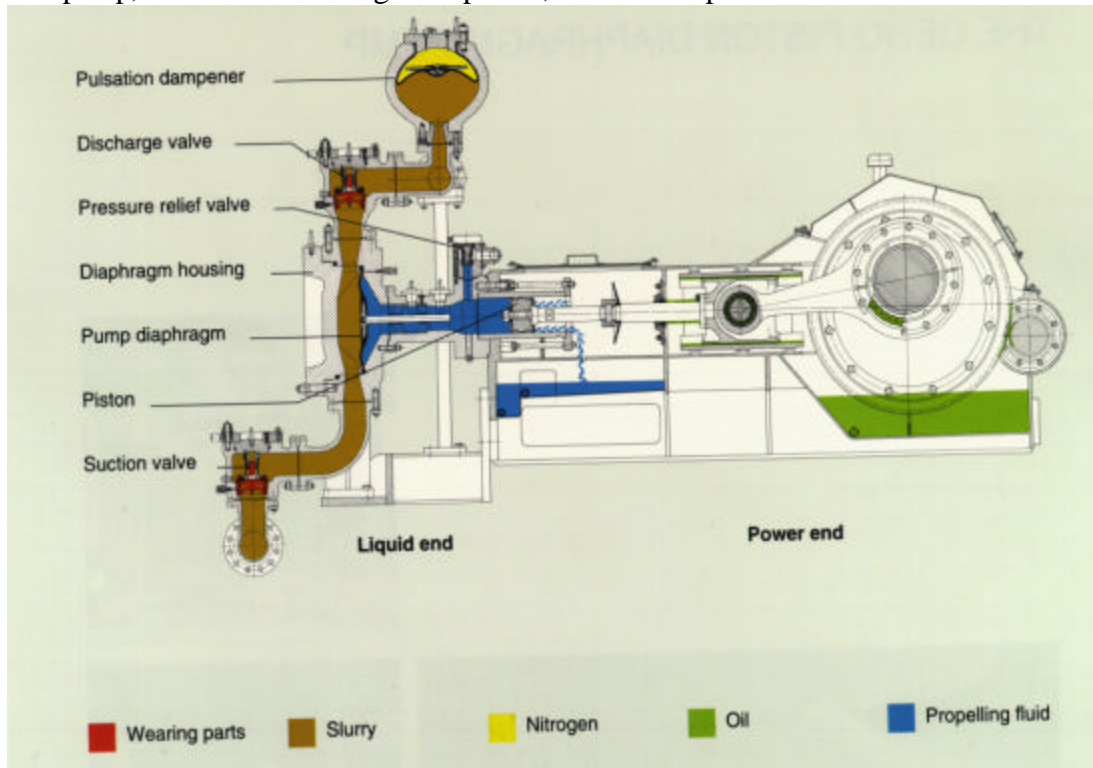 Pulsation dampener
Discharge valve
Pressure relief valve
Diaphragm housing
Pump diaphragm
Piston
Suction valve
Liquid end
Power end
Wearing parts
Slurry
Nitrogen
Oil
Propelling fluid